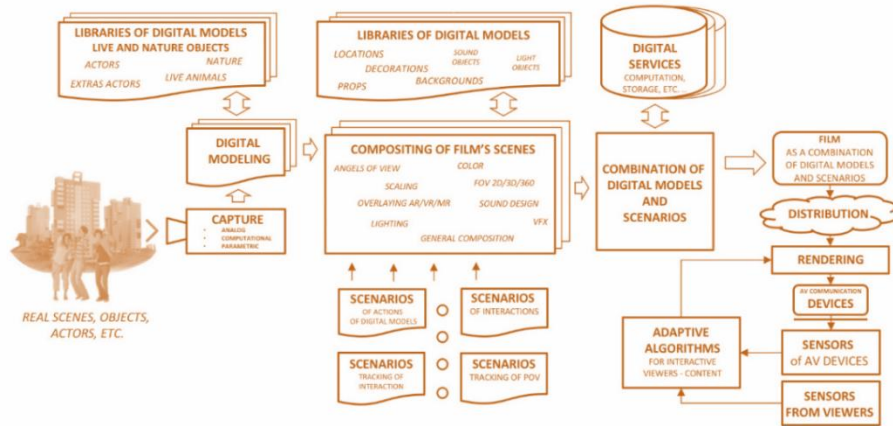 LIBRARIES OF DIGITAL MODELS
LIVE AND NATURE OBJECTS
ACTORS
NATURE
EXTRAS ACTORS
LIVE ANIMALS
LIBRARIES OF DIGITAL MODELS
LOCATIONS
SOUND
OBJECTS
LIGHT
OBJECTS
DECORATIONS
PROPS
BACKGROUNDS
DIGITAL
SERVICES
COMPUTATION,
STORAGE, ETC...
DIGITAL
MODELING
COMPOSITING OF FILM'S SCENES
ANGELS OF VIEW
COLOR
SCALING
FOV 2D/3D/360
OVERLAYING AR/VR/MR
SOUND DESIGN
LIGHTING
VFX
GENERAL COMPOSITION
COMBINATION OF
DIGITAL MODELS
AND
SCENARIOS
FILM
AS A COMBINATION
OF DIGITAL MODELS
AND SCENARIOS
DISTRIBUTION
RENDERING
AV COMMUNICATION
DEVICES
SENSORS
of AV DEVICES
SENSORS
FROM VIEWERS
ADAPTIVE
ALGORITHMS
FOR INTERACTIVE
VIEWERS - CONTENT
CAPTURE
• ANALOG
• COMPUTATIONAL
• PARAMETRIC
REAL SCENES, OBJECTS,
ACTORS, ETC.
SCENARIOS
OF ACTIONS
OF DIGITAL MODELS
SCENARIOS
OF INTERACTIONS
SCENARIOS
TRACKING OF
INTERACTION
SCENARIOS
TRACKING OF POV